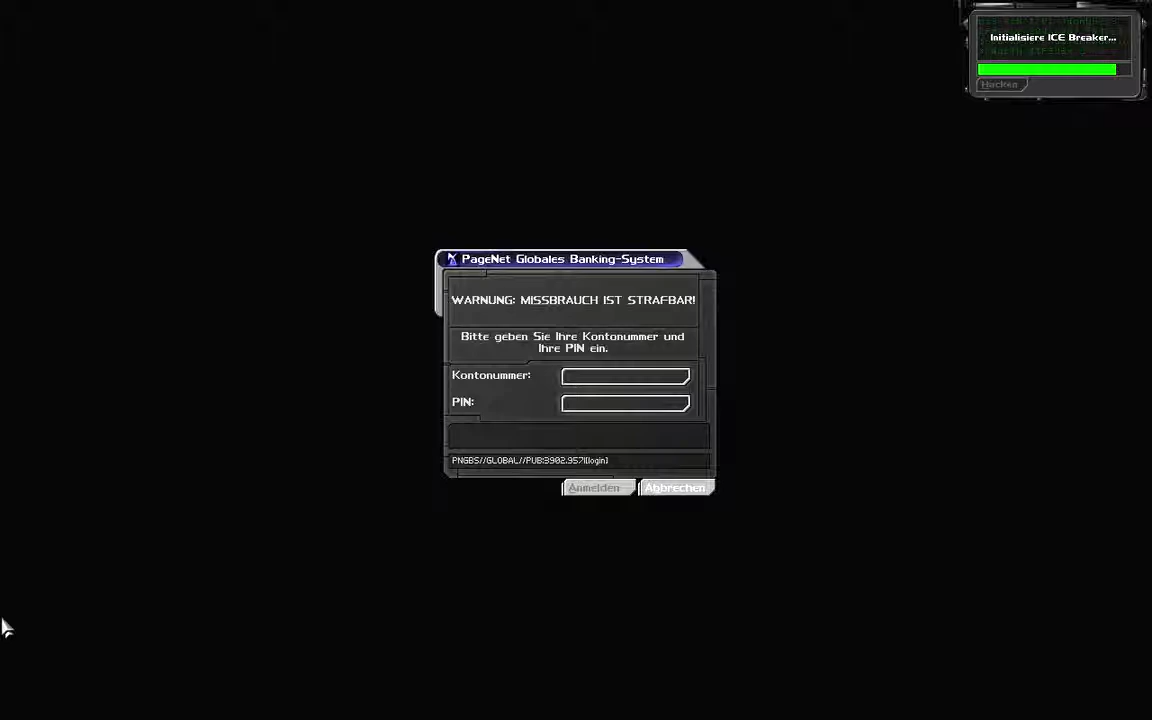 Initialisiere ICE Breaker...
Hacken
PageNet Globales Banking-System
WARNUNG: MISSBRAUCH IST STRAFBAR!
Bitte geben Sie Ihre Kontonummer und
Ihre PIN ein.
Kontonummer:
PIN:
PNGBS//GLOBAL//PUB:3902.957i[login]
Anmelden
Abbrechen